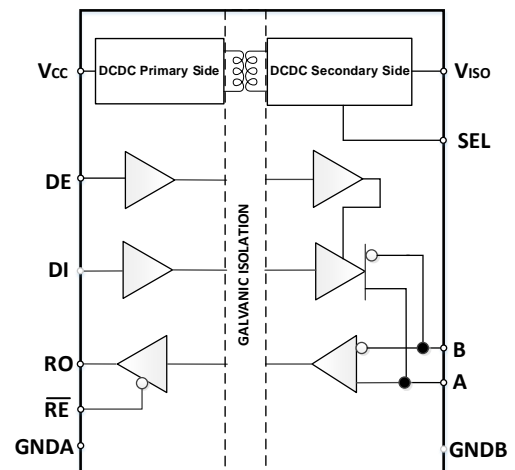 VCC
DCDC Primary Side
DCDC Secondary Side
VISO
SEL
DE
DI
GALVANIC ISOLATION
RO
B
A
RE
GNDA
GNDB